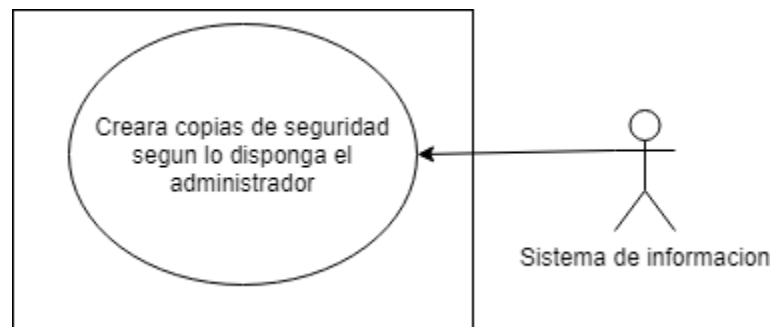 Creara copias de seguridad
segun lo disponga el
administrador
Sistema de informacion